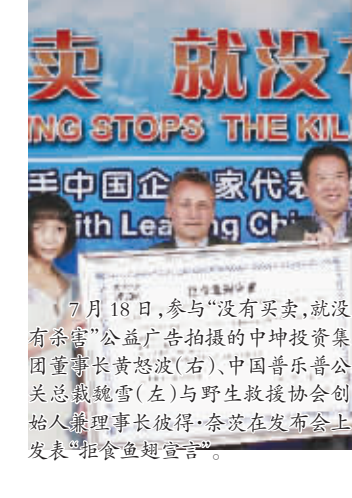 卖 就没
ING STOPS THE KIL
手中国企 家代表
ith Lea ng Chi
7月18日,参与“没有买卖,就没
有杀害”公益广告拍摄的中坤投资集
团董事长黄怒波(右)、中国普乐普公
关总裁魏雪(左)与野生救援协会创
始人兼理事长彼得·奈茨在发布会上
发表“拒食鱼翅宣言”。